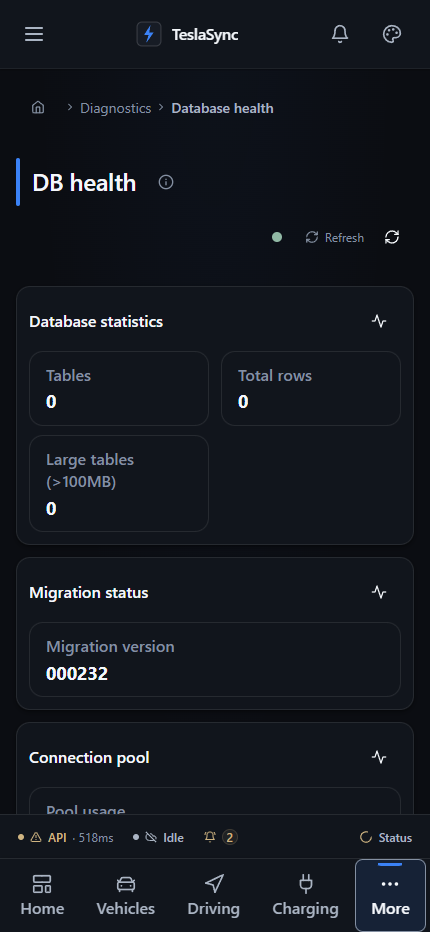 TeslaSync
Diagnostics > Database health
DB health
Refresh
Database statistics
Tables
0
Total rows
0
Large tables
(>100MB)
0
Migration status
Migration version
000232
Connection pool
Pool usage
API · 518ms
Idle
2
Status
Home
Vehicles
Driving
Charging
More